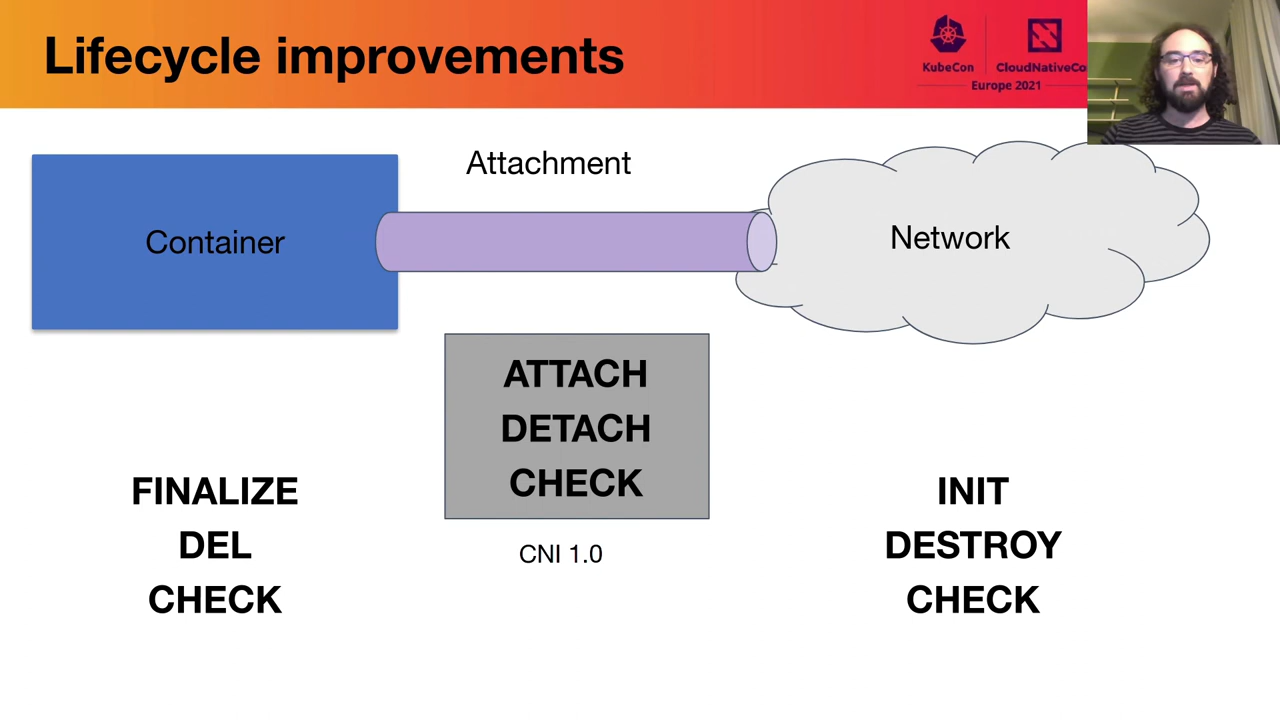 Lifecycle improvements
KubeCon
CloudNativeCo
Europe 2021
Attachment
Container
Network
ATTACH
DETACH
CHECK
CNI 1.0
FINALIZE
DEL
CHECK
INIT
DESTROY
CHECK